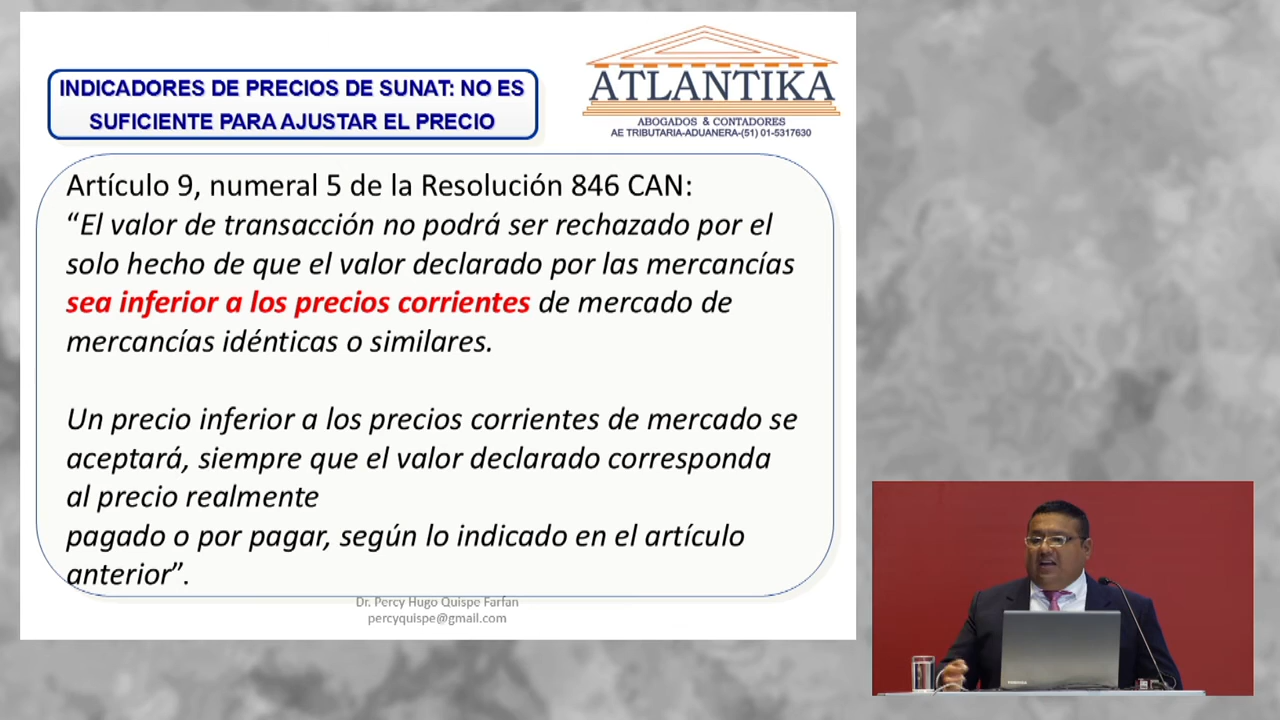 INDICADORES DE PRECIOS DE SUNAT: NO ES
SUFICIENTE PARA AJUSTAR EL PRECIO
ATLANTIKA
ABOGADOS & CONTADORES
AE TRIBUTARIA-ADUANERA-(51) 01-5317630
Artículo 9, numeral 5 de la Resolución 846 CAN:
“El valor de transacción no podrá ser rechazado por el
solo hecho de que el valor declarado por las mercancías
sea inferior a los precios corrientes de mercado de
mercancías idénticas o similares.
Un precio inferior a los precios corrientes de mercado se
aceptará, siempre que el valor declarado corresponda
al precio realmente
pagado o por pagar, según lo indicado en el artículo
anterior”.
Dr. Percy Hugo Quispe Farfan
percyquispe@gmail.com
TOSHIBA